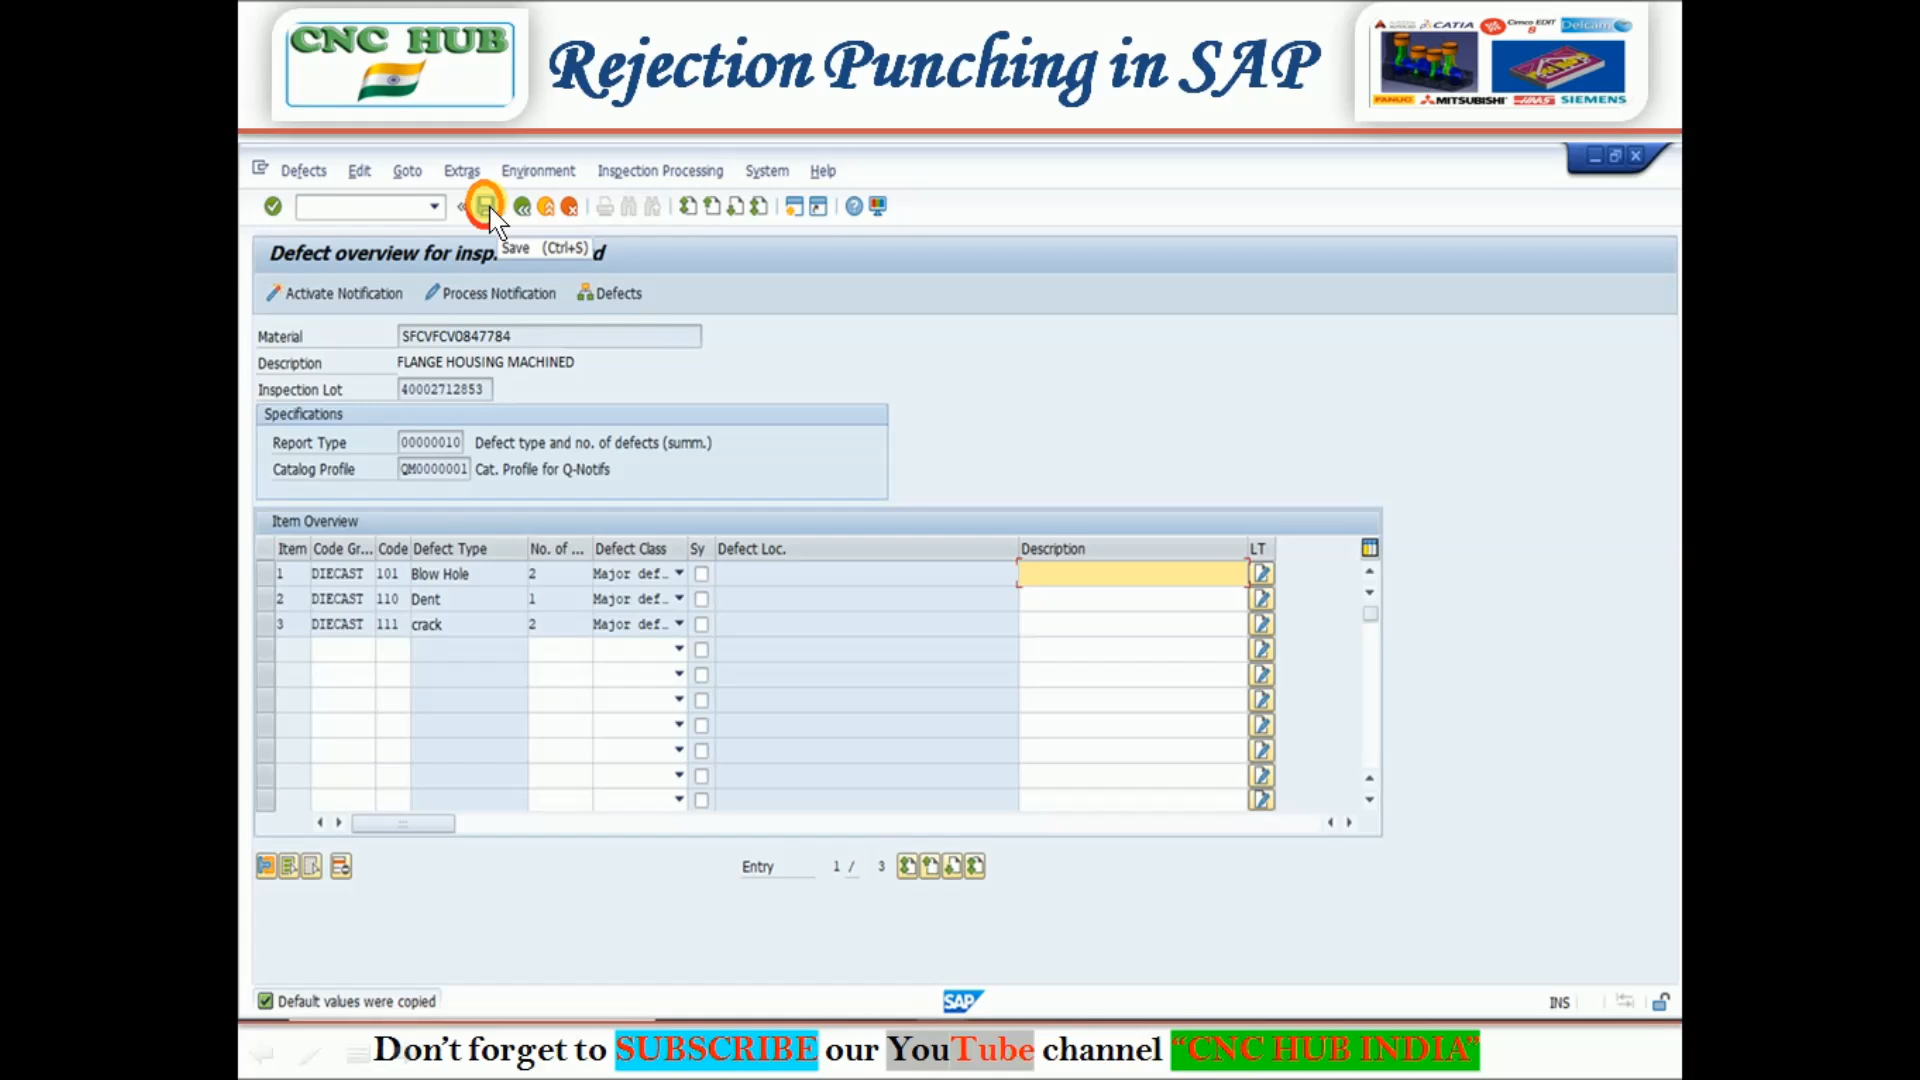 CNC HUB
Rejection Punching in SAP
CATIA Cimco EDIT 8 Delcam
FANUC MITSUBISHI HAAS SIEMENS
Defects Edit Goto Extras Environment Inspection Processing System Help
Save (Ctrl+S)
Defect overview for insp. d
Activate Notification Process Notification Defects
Material SFCVFCV0847784
Description FLANGE HOUSING MACHINED
Inspection Lot 40002712853
Specifications
Report Type 00000010 Defect type and no. of defects (summ.)
Catalog Profile QM0000001 Cat. Profile for Q-Notifs
Item Overview
Item Code Gr... Code Defect Type No. of ... Defect Class Sy Defect Loc. Description LT
1 DIECAST 101 Blow Hole 2 Major def…
2 DIECAST 110 Dent 1 Major def…
3 DIECAST 111 crack 2 Major def…
Entry 1 / 3
Default values were copied SAP INS
Don't forget to SUBSCRIBE our YouTube channel “CNC HUB INDIA”